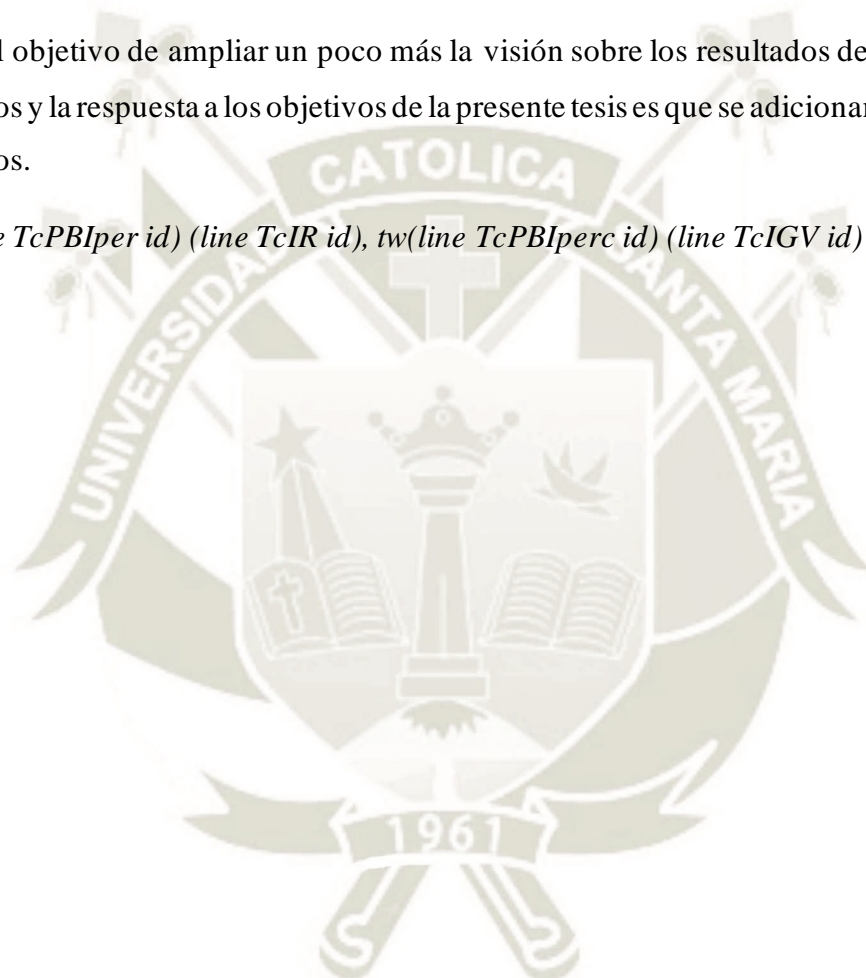 l objetivo de ampliar un poco más la visión sobre los resultados de
os y la respuesta a los objetivos de la presente tesis es que se adicionar
os.
e TcPBIper id) (line TcIR id), tw(line TcPBIperc id) (line TcIGV id)
UNIVERSIDAD CATOLICA SANTA MARIA
1961